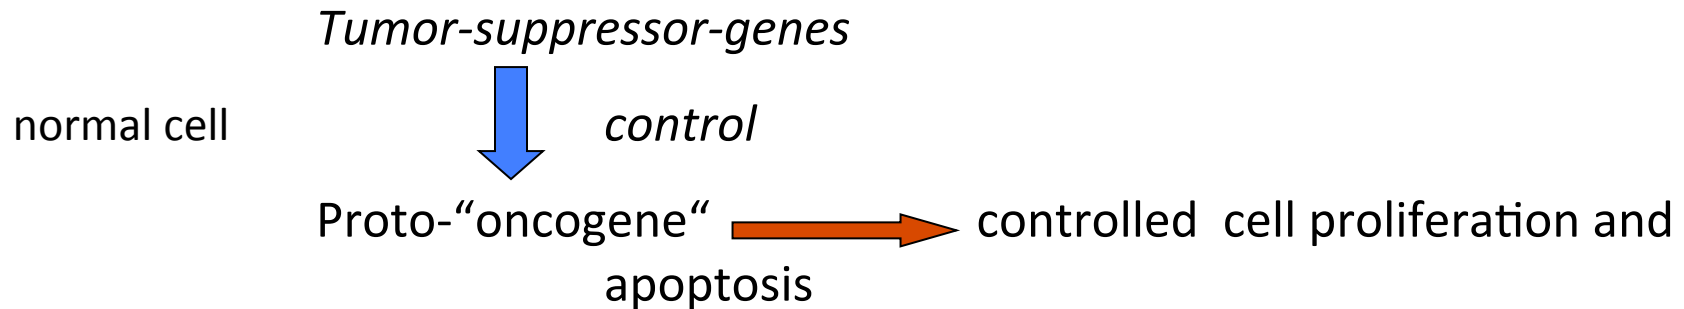 Tumor-suppressor-genes
normal cell
control
Proto-“oncogene“
controlled cell proliferation and
apoptosis